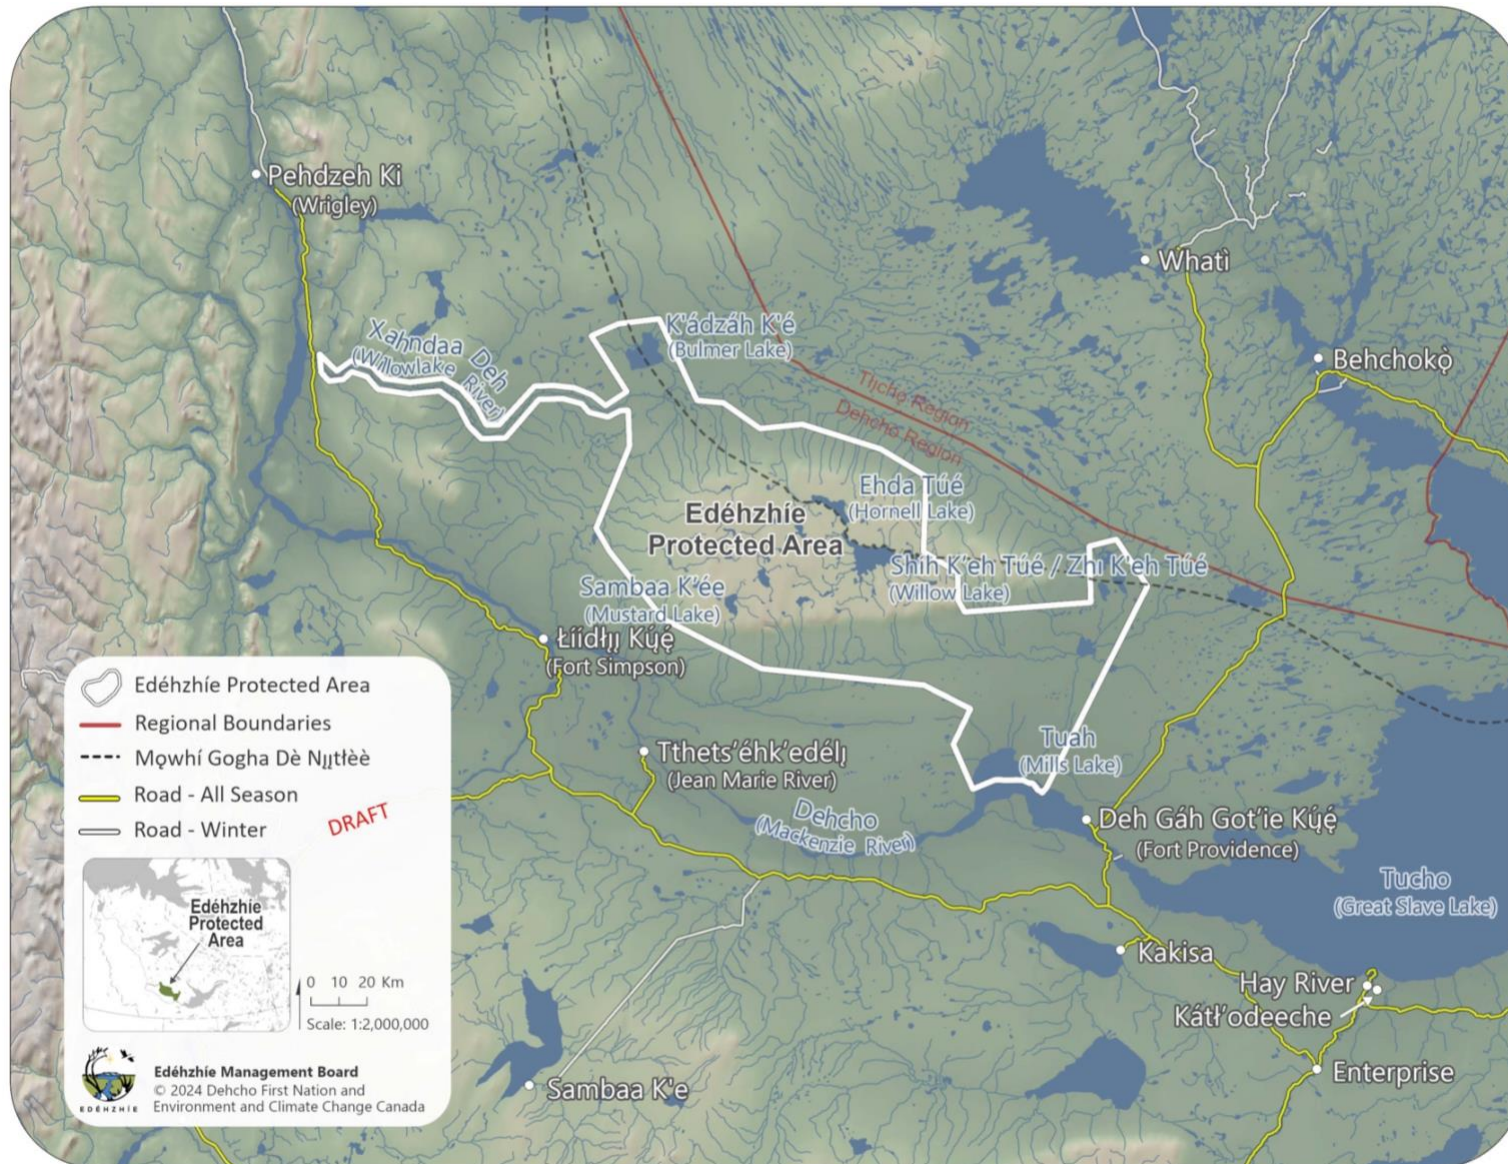 Pehdzeh Ki
(Wrigley)
Whatì
Xahndaa Deh
(Willowlake River)
K'ádzáh K'é
(Bulmer Lake)
Behchokǫ̀
Tłı̨chǫ Region
Dehcho Region
Ehda Túé
(Hornell Lake)
Edéhzhíe
Protected Area
Shíh K'eh Túé / Zhı K'eh Túé
(Willow Lake)
Sambaa K'ée
(Mustard Lake)
Łíídlı̨ı̨ Kų́ę́
(Fort Simpson)
Tthets'éhk'edélı̨
(Jean Marie River)
Tuah
(Mills Lake)
Dehcho
(Mackenzie River)
Deh Gáh Got'ie Kų́ę́
(Fort Providence)
Tucho
(Great Slave Lake)
Kakisa
Hay River
Kátł'odeeche
Enterprise
Sambaa K'e
Edéhzhíe Protected Area
Regional Boundaries
Mǫwhí Gogha Dè Nı̨ı̨tłèè
Road - All Season
Road - Winter
DRAFT
Edéhzhíe
Protected
Area
0 10 20 Km
Scale: 1:2,000,000
EDÉHZHÍE
Edéhzhíe Management Board
© 2024 Dehcho First Nation and
Environment and Climate Change Canada